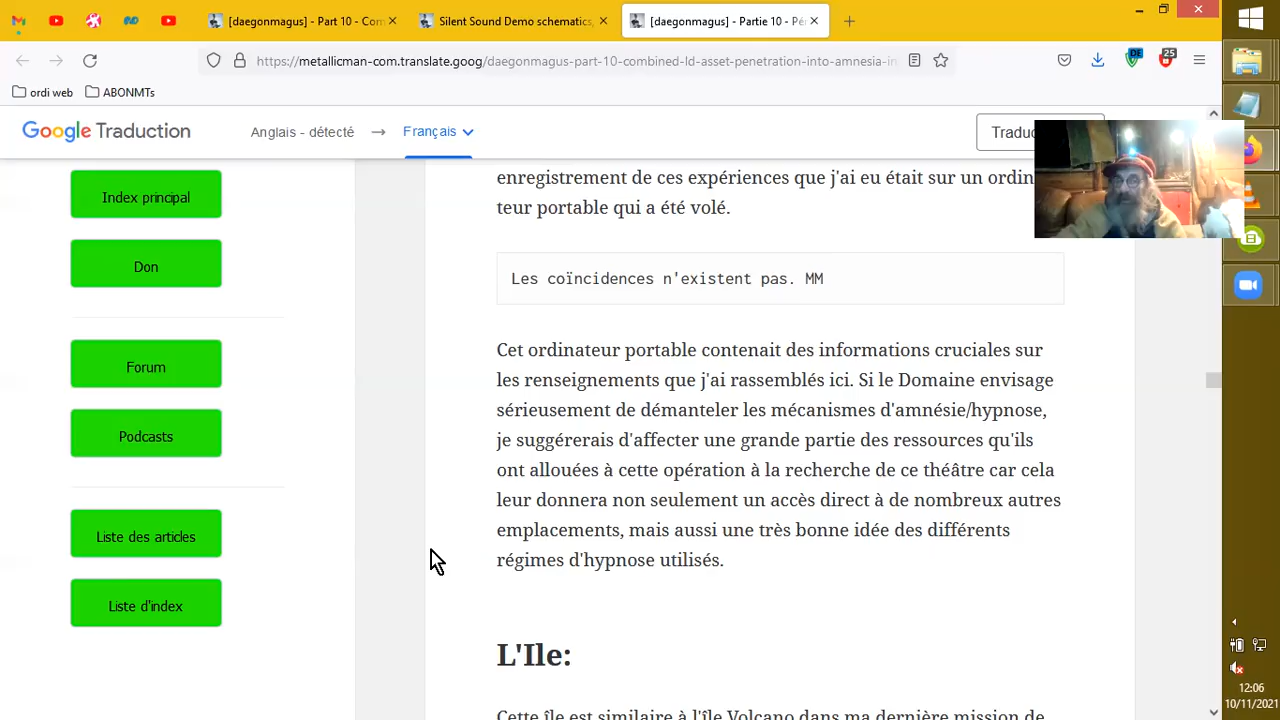 [daegonmagus] - Part 10 - Com
Silent Sound Demo schematics,
[daegonmagus] - Partie 10 - Pé
https://metallicman-com.translate.goog/daegonmagus-part-10-combined-ld-asset-penetration-into-amnesia-in
DE
25
ordi web
ABONMTs
Google Traduction
Anglais - détecté
Français
Traduc
Index principal
Don
Forum
Podcasts
Liste des articles
Liste d'index
enregistrement de ces expériences que j'ai eu était sur un ordina
teur portable qui a été volé.
Les coïncidences n'existent pas. MM
Cet ordinateur portable contenait des informations cruciales sur
les renseignements que j'ai rassemblés ici. Si le Domaine envisage
sérieusement de démanteler les mécanismes d'amnésie/hypnose,
je suggérerais d'affecter une grande partie des ressources qu'ils
ont allouées à cette opération à la recherche de ce théâtre car cela
leur donnera non seulement un accès direct à de nombreux autres
emplacements, mais aussi une très bonne idée des différents
régimes d'hypnose utilisés.
L'Ile:
Cette île est similaire à l'île Volcano dans ma dernière mission de
12:06
10/11/2021